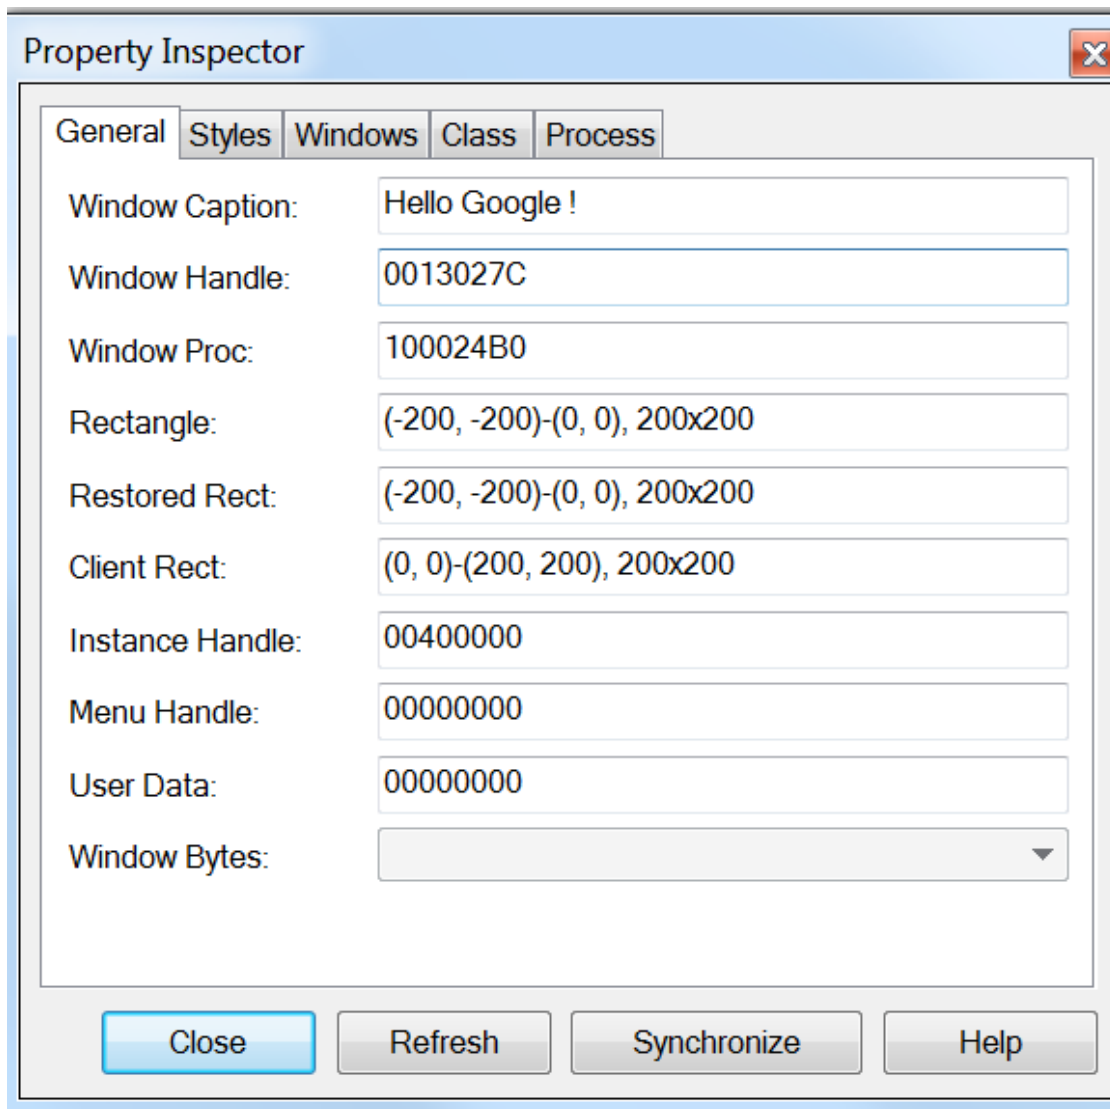 Property Inspector
General Styles Windows Class Process
Window Caption: Hello Google !
Window Handle: 0013027C
Window Proc: 100024B0
Rectangle: (-200, -200)-(0, 0), 200x200
Restored Rect: (-200, -200)-(0, 0), 200x200
Client Rect: (0, 0)-(200, 200), 200x200
Instance Handle: 00400000
Menu Handle: 00000000
User Data: 00000000
Window Bytes:
Close Refresh Synchronize Help